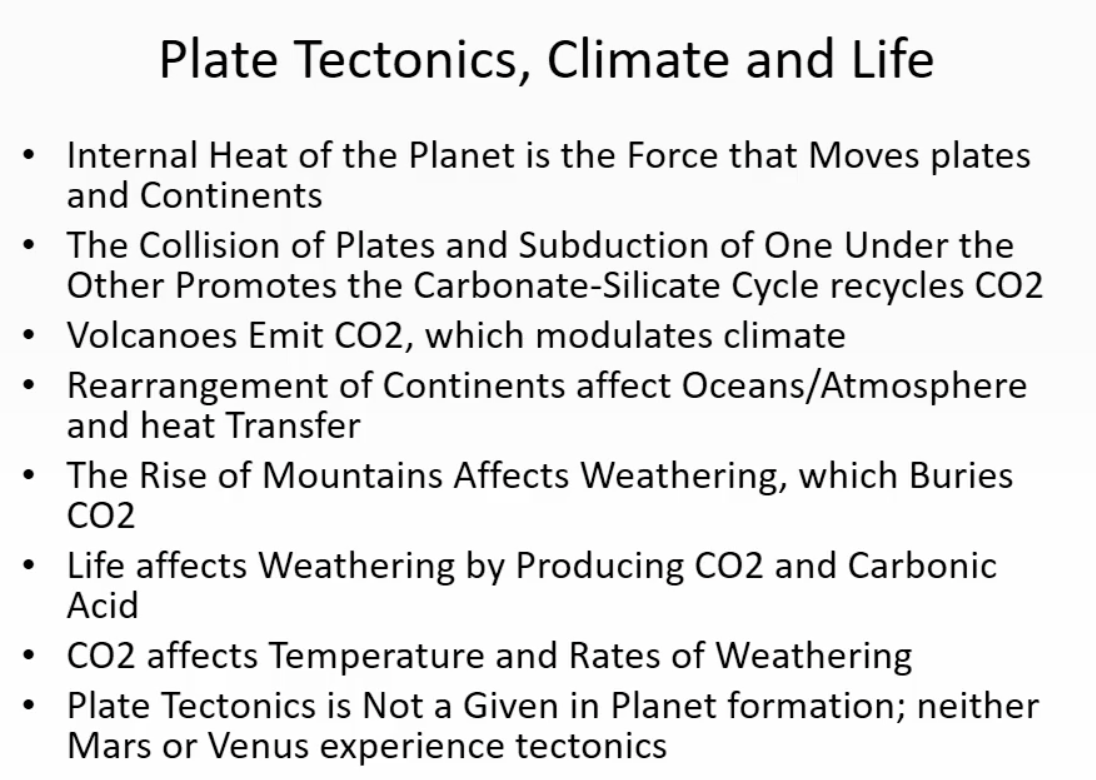 Plate Tectonics, Climate and Life
• Internal Heat of the Planet is the Force that Moves plates
and Continents
• The Collision of Plates and Subduction of One Under the
Other Promotes the Carbonate-Silicate Cycle recycles CO2
• Volcanoes Emit CO2, which modulates climate
• Rearrangement of Continents affect Oceans/Atmosphere
and heat Transfer
• The Rise of Mountains Affects Weathering, which Buries
CO2
• Life affects Weathering by Producing CO2 and Carbonic
Acid
• CO2 affects Temperature and Rates of Weathering
• Plate Tectonics is Not a Given in Planet formation; neither
Mars or Venus experience tectonics